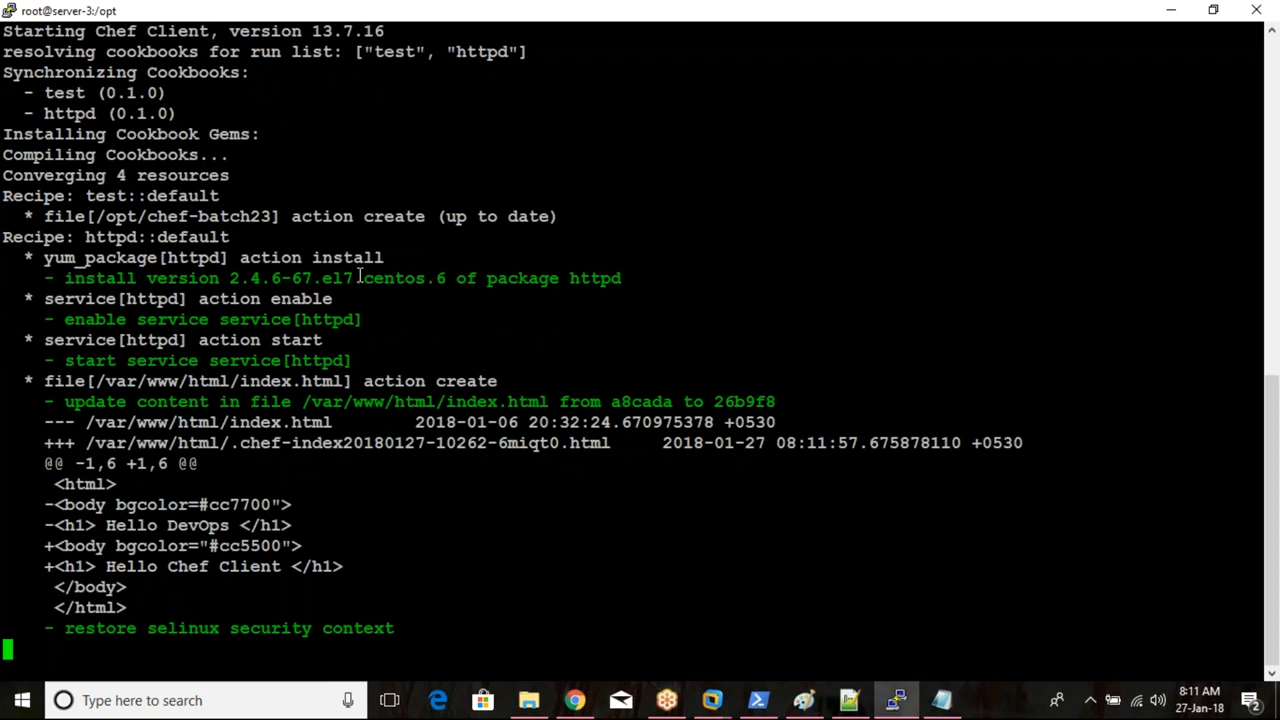 root@server-3:/opt
Starting Chef Client, version 13.7.16
resolving cookbooks for run list: ["test", "httpd"]
Synchronizing Cookbooks:
- test (0.1.0)
- httpd (0.1.0)
Installing Cookbook Gems:
Compiling Cookbooks...
Converging 4 resources
Recipe: test::default
* file[/opt/chef-batch23] action create (up to date)
Recipe: httpd::default
* yum_package[httpd] action install
- install version 2.4.6-67.el7.centos.6 of package httpd
* service[httpd] action enable
- enable service service[httpd]
* service[httpd] action start
- start service service[httpd]
* file[/var/www/html/index.html] action create
- update content in file /var/www/html/index.html from a8cada to 26b9f8
--- /var/www/html/index.html 2018-01-06 20:32:24.670975378 +0530
+++ /var/www/html/.chef-index20180127-10262-6miqt0.html 2018-01-27 08:11:57.675878110 +0530
@@ -1,6 +1,6 @@
<html>
-<body bgcolor=#cc7700">
-<h1> Hello DevOps </h1>
+<body bgcolor="#cc5500">
+<h1> Hello Chef Client </h1>
</body>
</html>
- restore selinux security context
Type here to search
8:11 AM
27-Jan-18
2